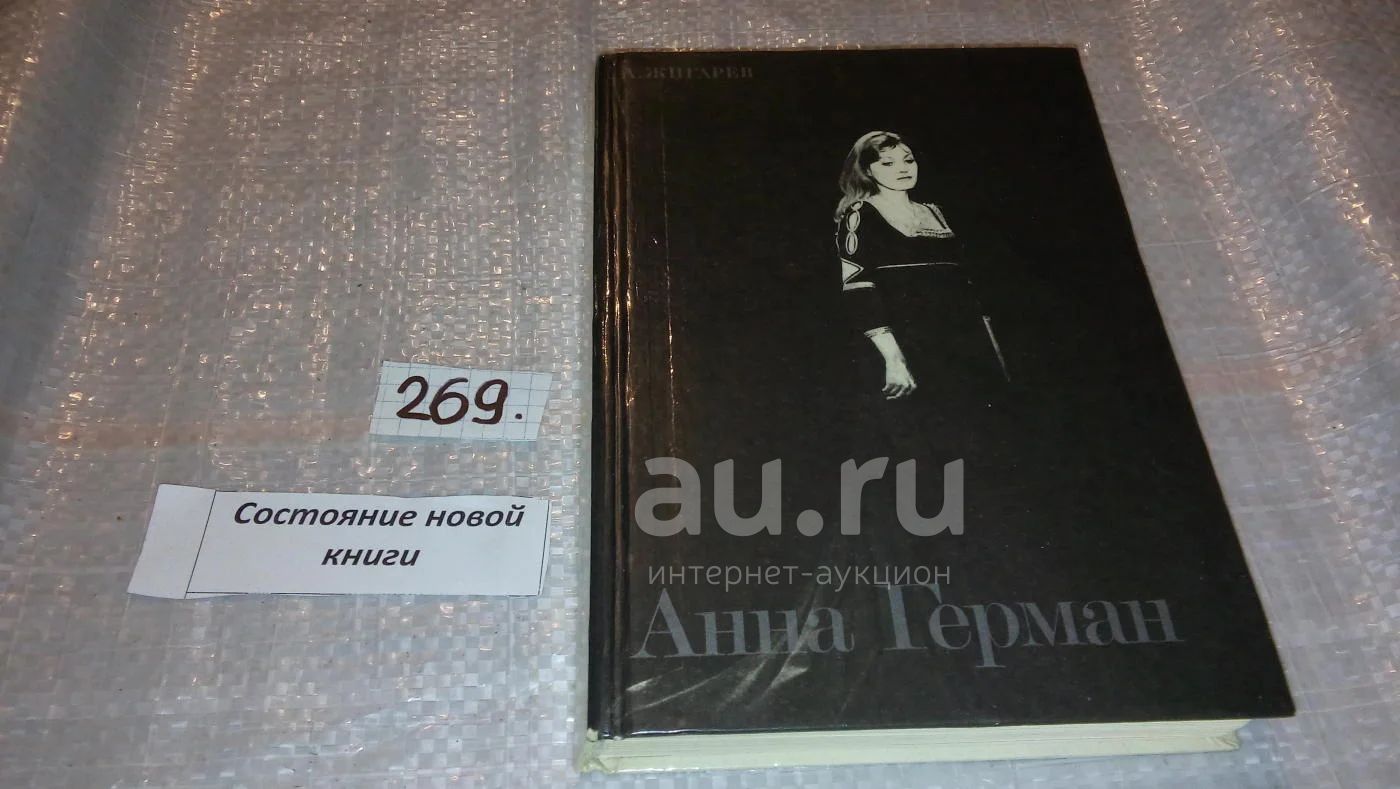 А. ЖИГАРЕВ
269.
Состояние новой
книги
au.ru
интернет-аукцион
Анна Герман